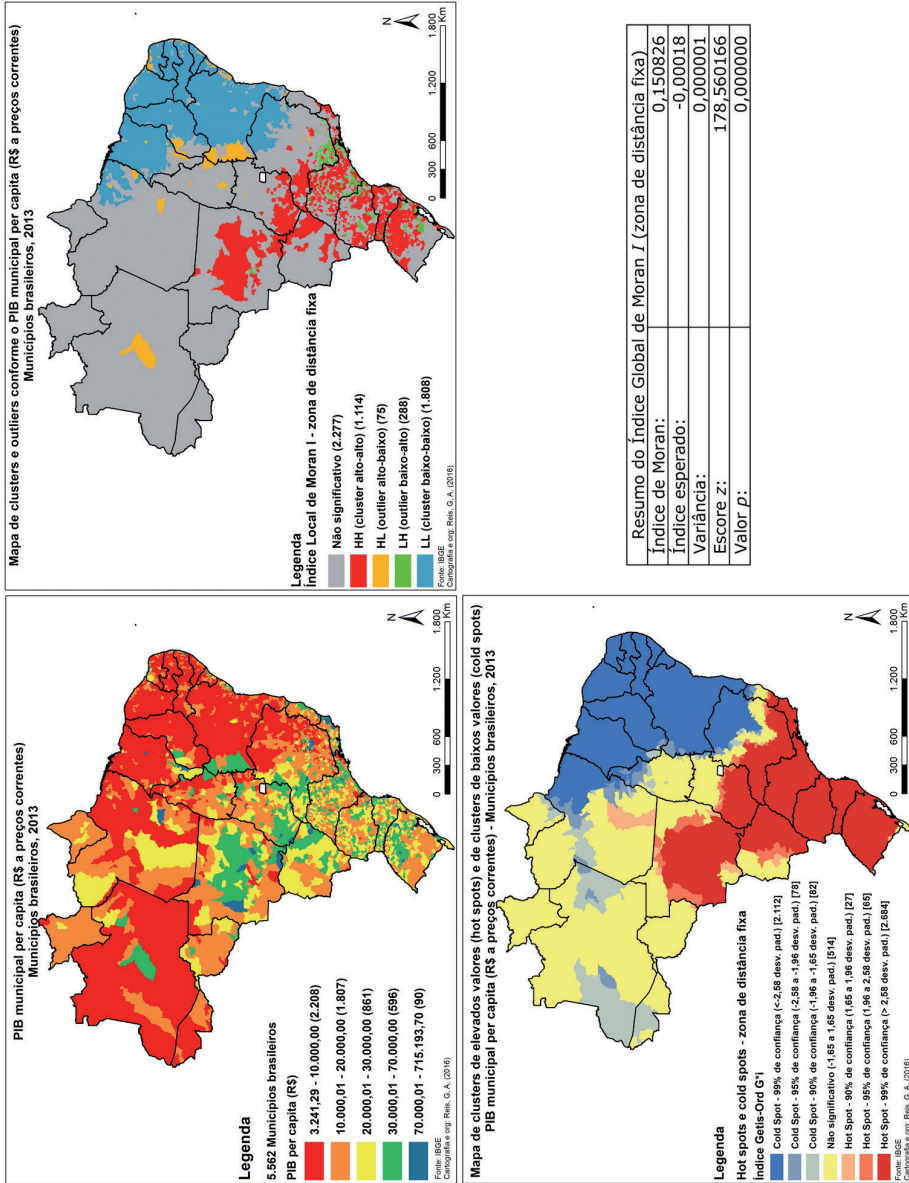 PIB municipal per capita (R$ a preços correntes)
Municípios brasileiros, 2013
Legenda
5.562 Municípios brasileiros
PIB per capita (R$)
3.241,29 - 10.000,00 (2.208)
10.000,01 - 20.000,00 (1.807)
20.000,01 - 30.000,00 (861)
30.000,01 - 70.000,00 (596)
70.000,01 - 715.193,70 (90)
Fonte: IBGE
Cartografia e org: Reis, G. A. (2016)
N
0 300 600 1.200 1.800
Km
Mapa de clusters e outliers conforme o PIB municipal per capita (R$ a preços correntes)
Municípios brasileiros, 2013
Legenda
Índice Local de Moran I - zona de distância fixa
Não significativo (2.277)
HH (cluster alto-alto) (1.114)
HL (outlier alto-baixo) (75)
LH (outlier baixo-alto) (288)
LL (cluster baixo-baixo) (1.808)
Fonte: IBGE
Cartografia e org: Reis, G. A. (2016)
N
0 300 600 1.200 1.800
Km
Mapa de clusters de elevados valores (hot spots) e clusters de baixos valores (cold spots)
PIB municipal per capita (R$ a preços correntes) - Municípios brasileiros, 2013
Legenda
Hot spots e cold spots - zona de distância fixa
Índice Getis-Ord G*i
Cold Spot - 99% de confiança (<-2,58 desv. pad.) [2.112]
Cold Spot - 95% de confiança (-2,58 a -1,96 desv. pad.) [78]
Cold Spot - 90% de confiança (-1,96 a -1,65 desv. pad.) [82]
Não significativo (-1,65 a 1,65 desv. pad.) [514]
Hot Spot - 90% de confiança (1,65 a 1,96 desv. pad.) [27]
Hot Spot - 95% de confiança (1,96 a 2,58 desv. pad.) [65]
Hot Spot - 99% de confiança (> 2,58 desv. pad.) [2.684]
Fonte: IBGE
Cartografia e org: Reis, G. A. (2016)
N
0 300 600 1.200 1.800
Km
Resumo do Índice Global de Moran I (zona de distância fixa)
Índice de Moran: 0,150826
Índice esperado: -0,00018
Variância: 0,000001
Escore z: 178,560166
Valor p: 0,000000